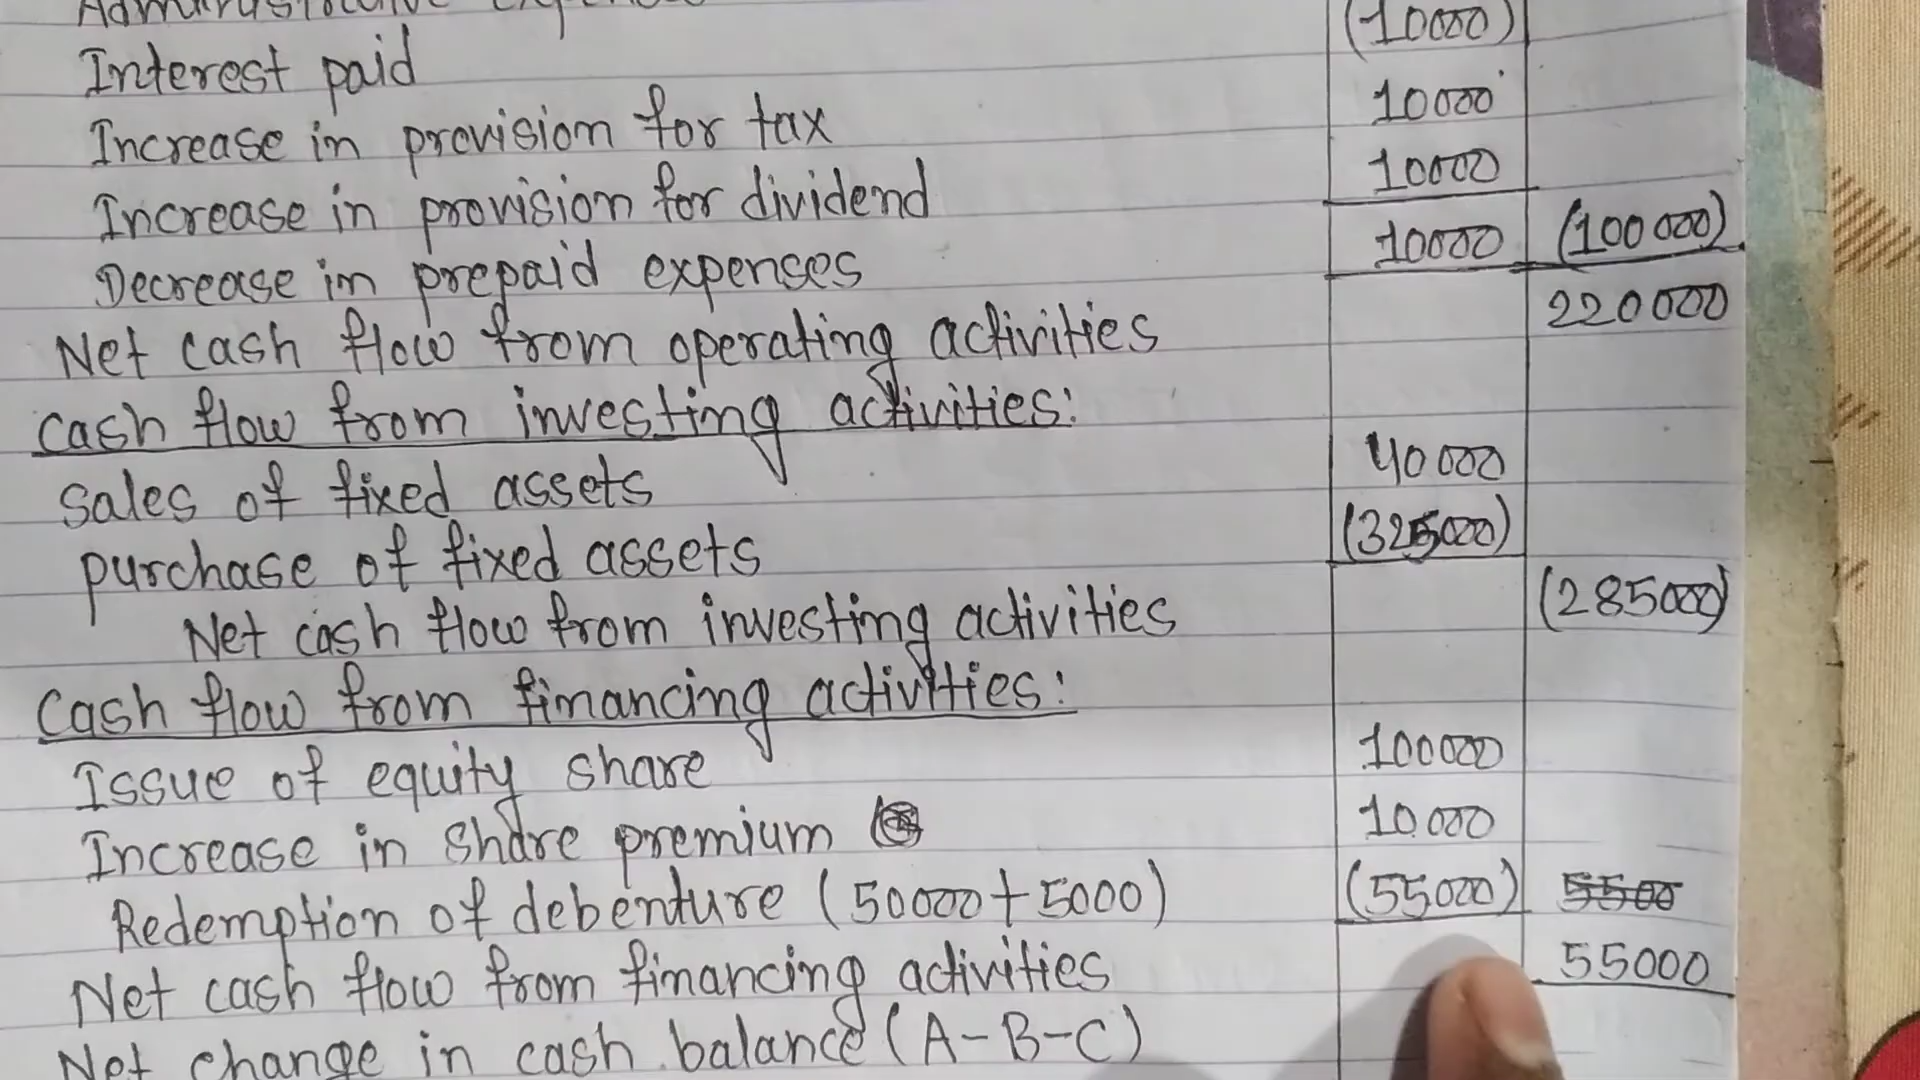 (10000)
Interest paid 10000
Increase in provision for tax 10000
Increase in provision for dividend 10000 (100000)
Decrease in prepaid expenses 220000
Net cash flow from operating activities
Cash flow from investing activities:
Sales of fixed assets 40000
purchase of fixed assets (325000)
Net cash flow from investing activities (285000)
Cash flow from financing activities:
Issue of equity share 100000
Increase in share premium 10000
Redemption of debenture (50000+5000) (55000) 5500
Net cash flow from financing activities 55000
Net change in cash balance (A-B-C)